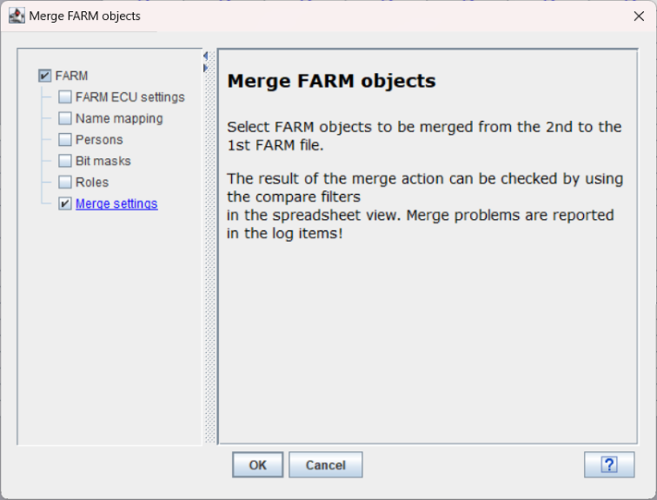 Merge FARM objects
FARM
FARM ECU settings
Name mapping
Persons
Bit masks
Roles
Merge settings
Merge FARM objects
Select FARM objects to be merged from the 2nd to the
1st FARM file.
The result of the merge action can be checked by using
the compare filters
in the spreadsheet view. Merge problems are reported
in the log items!
OK
Cancel
?